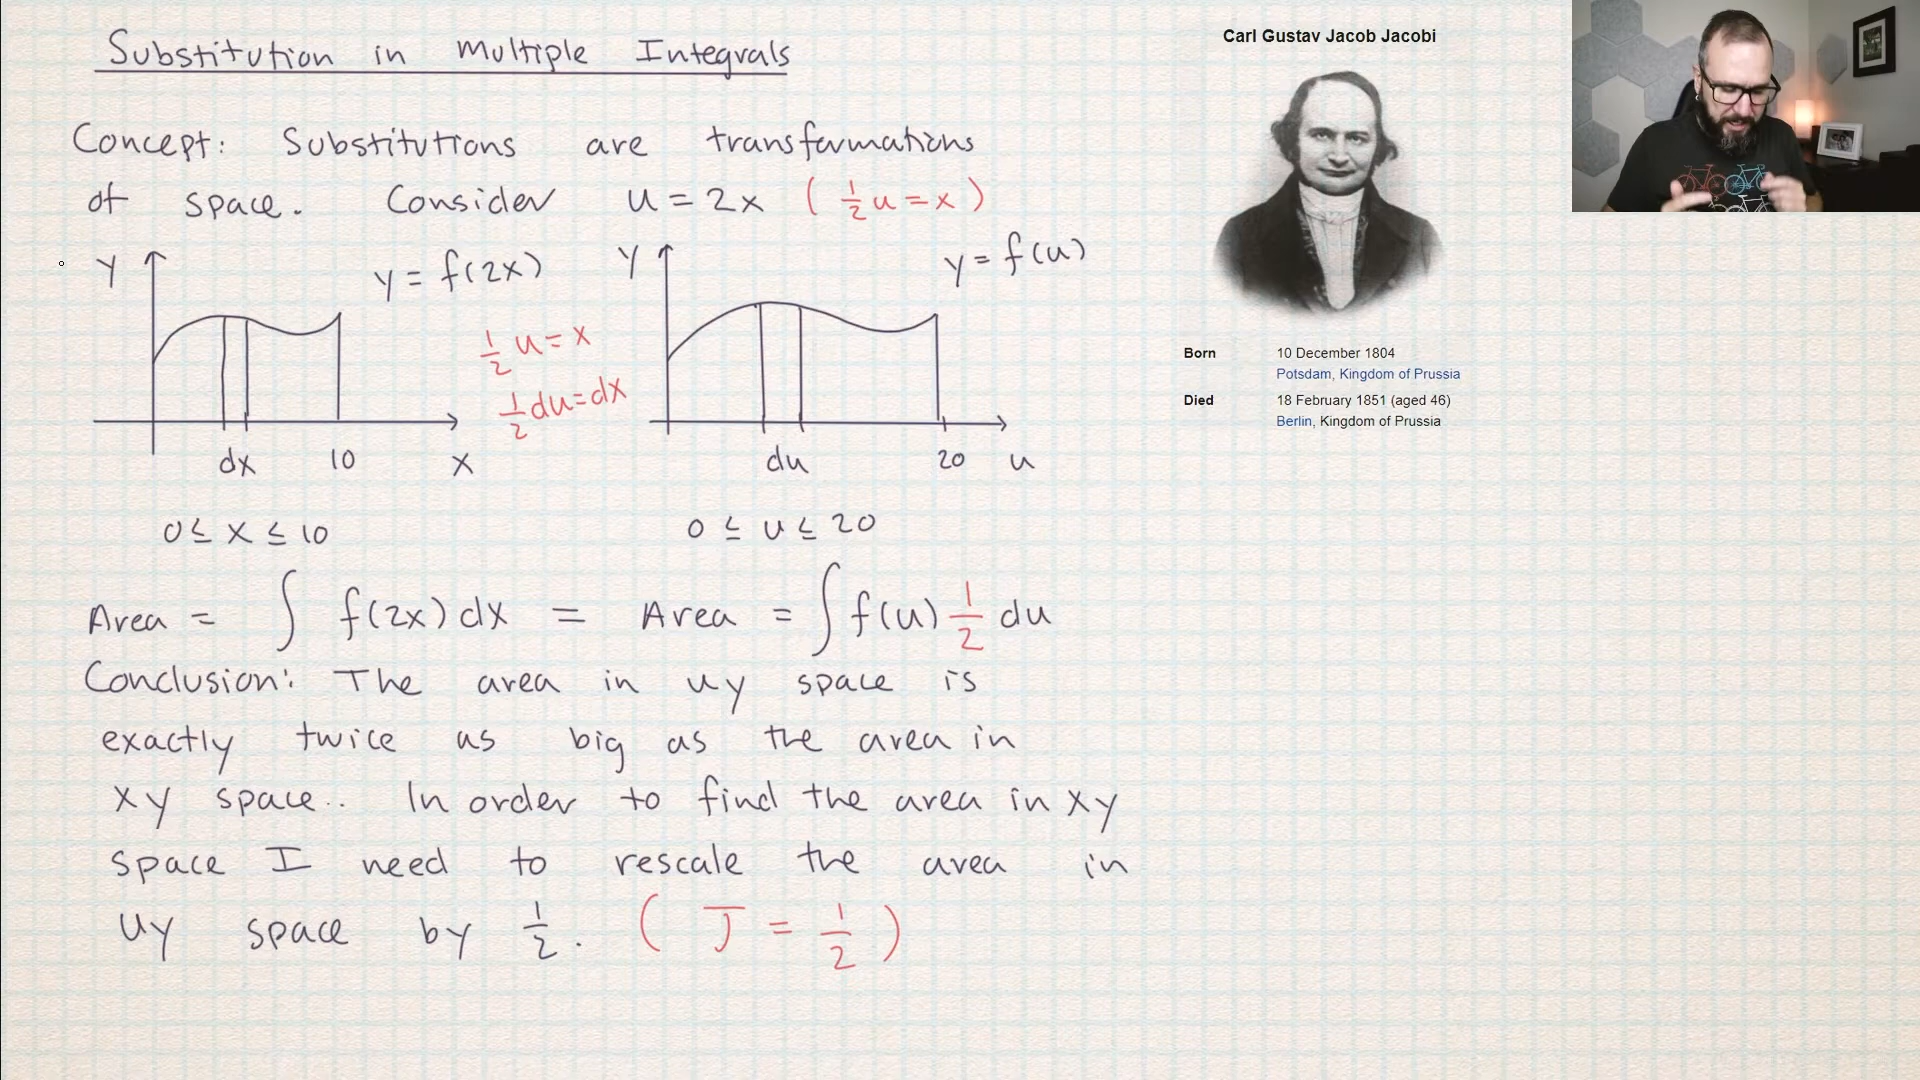 Substitution in Multiple Integrals
Concept: Substitutions are transformations
of space. Consider u = 2x ( 1/2 u = x )
y y = f(2x)
1/2 u = x
1/2 du = dx
dx 10 x
y y = f(u)
du 20 u
0 ≤ x ≤ 10
0 ≤ u ≤ 20
Area = ∫ f(2x) dx = Area = ∫ f(u) 1/2 du
Conclusion: The area in uy space is
exactly twice as big as the area in
xy space.. In order to find the area in xy
space I need to rescale the area in
uy space by 1/2. ( J = 1/2 )
Carl Gustav Jacob Jacobi
Born 10 December 1804
Potsdam, Kingdom of Prussia
Died 18 February 1851 (aged 46)
Berlin, Kingdom of Prussia